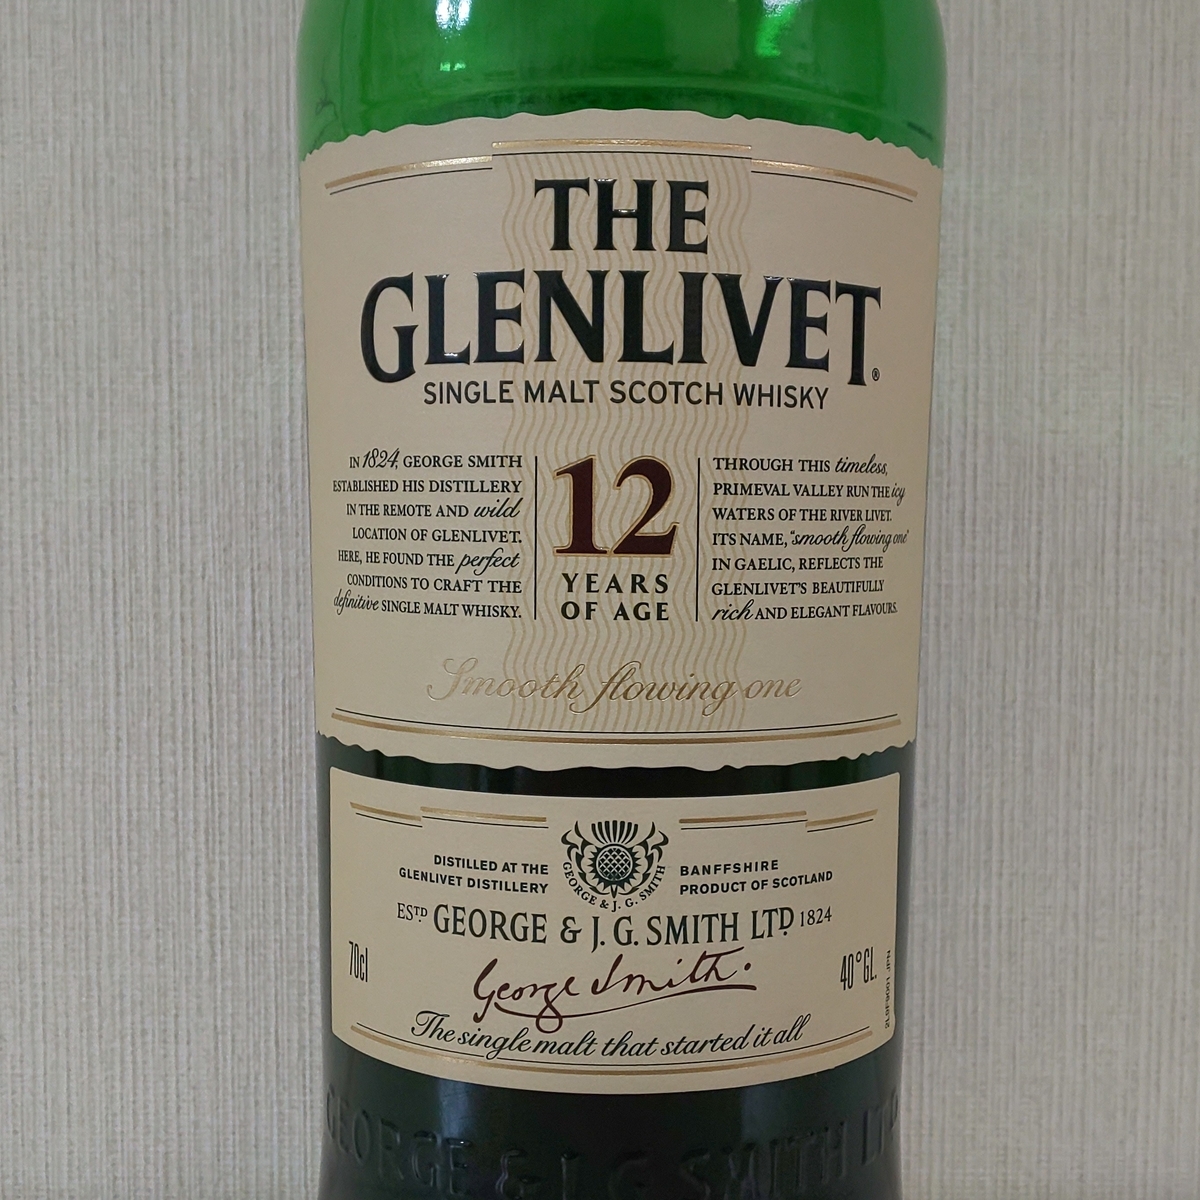 THE
GLENLIVET®
SINGLE MALT SCOTCH WHISKY
IN 1824, GEORGE SMITH
ESTABLISHED HIS DISTILLERY
IN THE REMOTE AND wild
LOCATION OF GLENLIVET.
HERE, HE FOUND THE perfect
CONDITIONS TO CRAFT THE
definitive SINGLE MALT WHISKY.
12
YEARS
OF AGE
THROUGH THIS timeless,
PRIMEVAL VALLEY RUN THE icy
WATERS OF THE RIVER LIVET.
ITS NAME, "smooth flowing one"
IN GAELIC, REFLECTS THE
GLENLIVET'S BEAUTIFULLY
rich AND ELEGANT FLAVOURS.
Smooth flowing one
DISTILLED AT THE
GLENLIVET DISTILLERY
GEORGE & J. G. SMITH
BANFFSHIRE
PRODUCT OF SCOTLAND
ESTD GEORGE & J. G. SMITH LTD 1824
70cl
George Smith.
40°GL.
The single malt that started it all
GEORGE & J G SMITH LTD